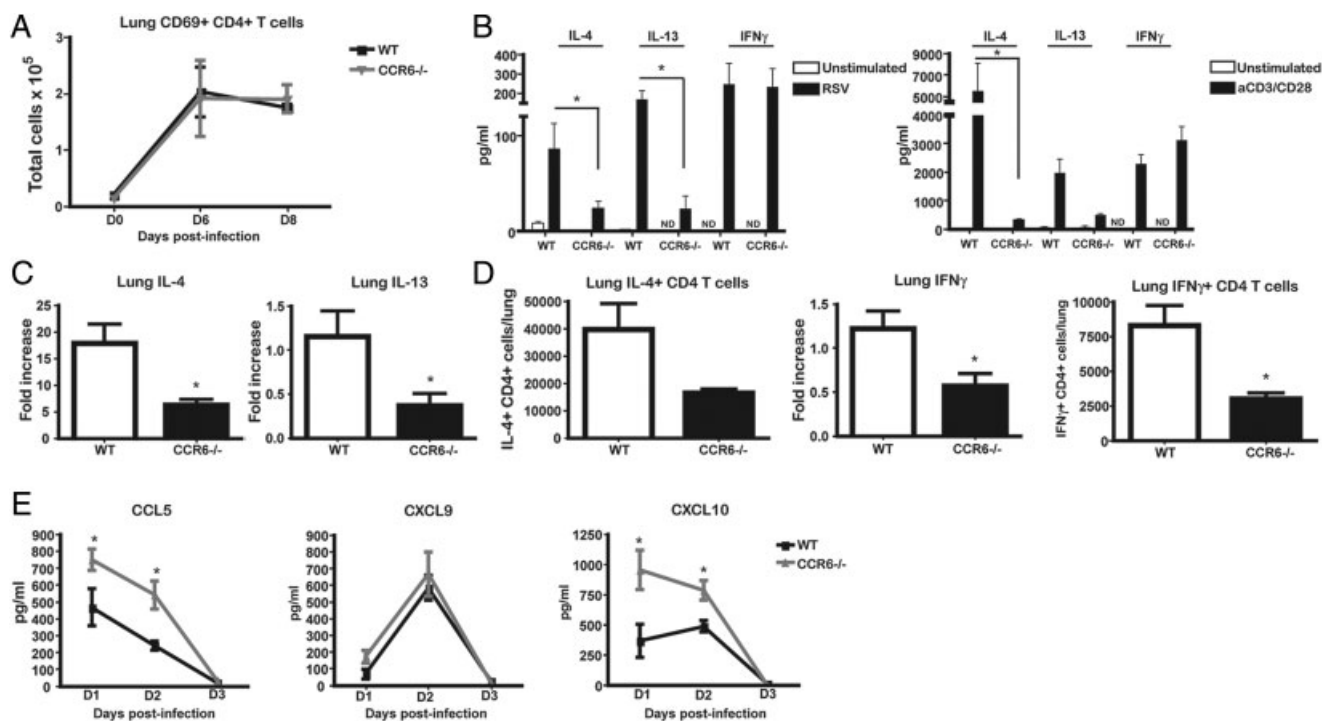 A
Lung CD69+ CD4+ T cells
WT
CCR6-/-
Total cells x 10⁵
3
2
1
0
D0 D6 D8
Days post-infection
B
IL-4 IL-13 IFNγ
Unstimulated
RSV
pg/ml
400
300
200
100
0
* *
ND ND ND
WT CCR6-/- WT CCR6-/- WT CCR6-/-
IL-4 IL-13 IFNγ
Unstimulated
aCD3/CD28
pg/ml
9000
8000
7000
6000
5000
4000
3000
2000
1000
0
*
ND ND
WT CCR6-/- WT CCR6-/- WT CCR6-/-
C
Lung IL-4
Fold increase
25
20
15
10
5
0
*
WT CCR6-/-
Lung IL-13
Fold increase
1.5
1.0
0.5
0.0
*
WT CCR6-/-
D
Lung IL-4+ CD4 T cells
IL-4+ CD4+ cells/lung
50000
40000
30000
20000
10000
0
WT CCR6-/-
Lung IFNγ
Fold increase
1.5
1.0
0.5
0.0
*
WT CCR6-/-
Lung IFNγ+ CD4 T cells
IFNγ+ CD4+ cells/lung
10000
7500
5000
2500
0
*
WT CCR6-/-
E
CCL5
pg/ml
900
800
700
600
500
400
300
200
100
0
* *
D1 D2 D3
Days post-infection
CXCL9
pg/ml
900
800
700
600
500
400
300
200
100
0
D1 D2 D3
Days post-infection
CXCL10
WT
CCR6-/-
pg/ml
1250
1000
750
500
250
0
* *
D1 D2 D3
Days post-infection